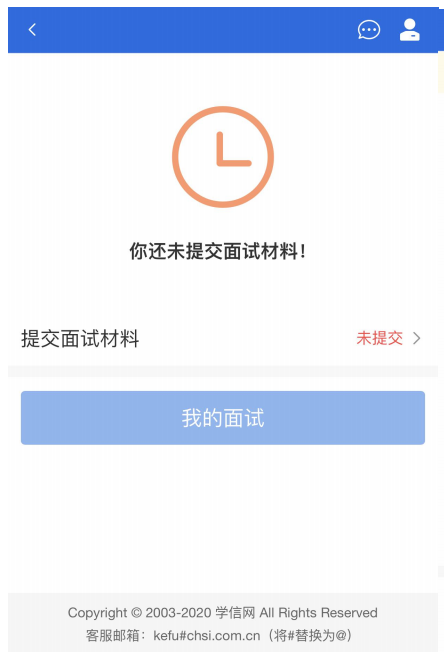 你还未提交面试材料！
提交面试材料 未提交
我的面试
Copyright © 2003-2020 学信网 All Rights Reserved
客服邮箱：kefu#chsi.com.cn（将#替换为@）